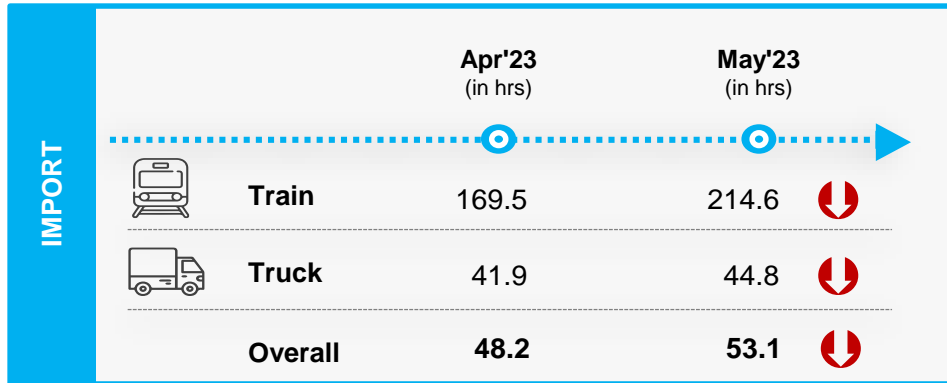 IMPORT
Apr'23 May'23
(in hrs) (in hrs)
Train 169.5 214.6
Truck 41.9 44.8
Overall 48.2 53.1